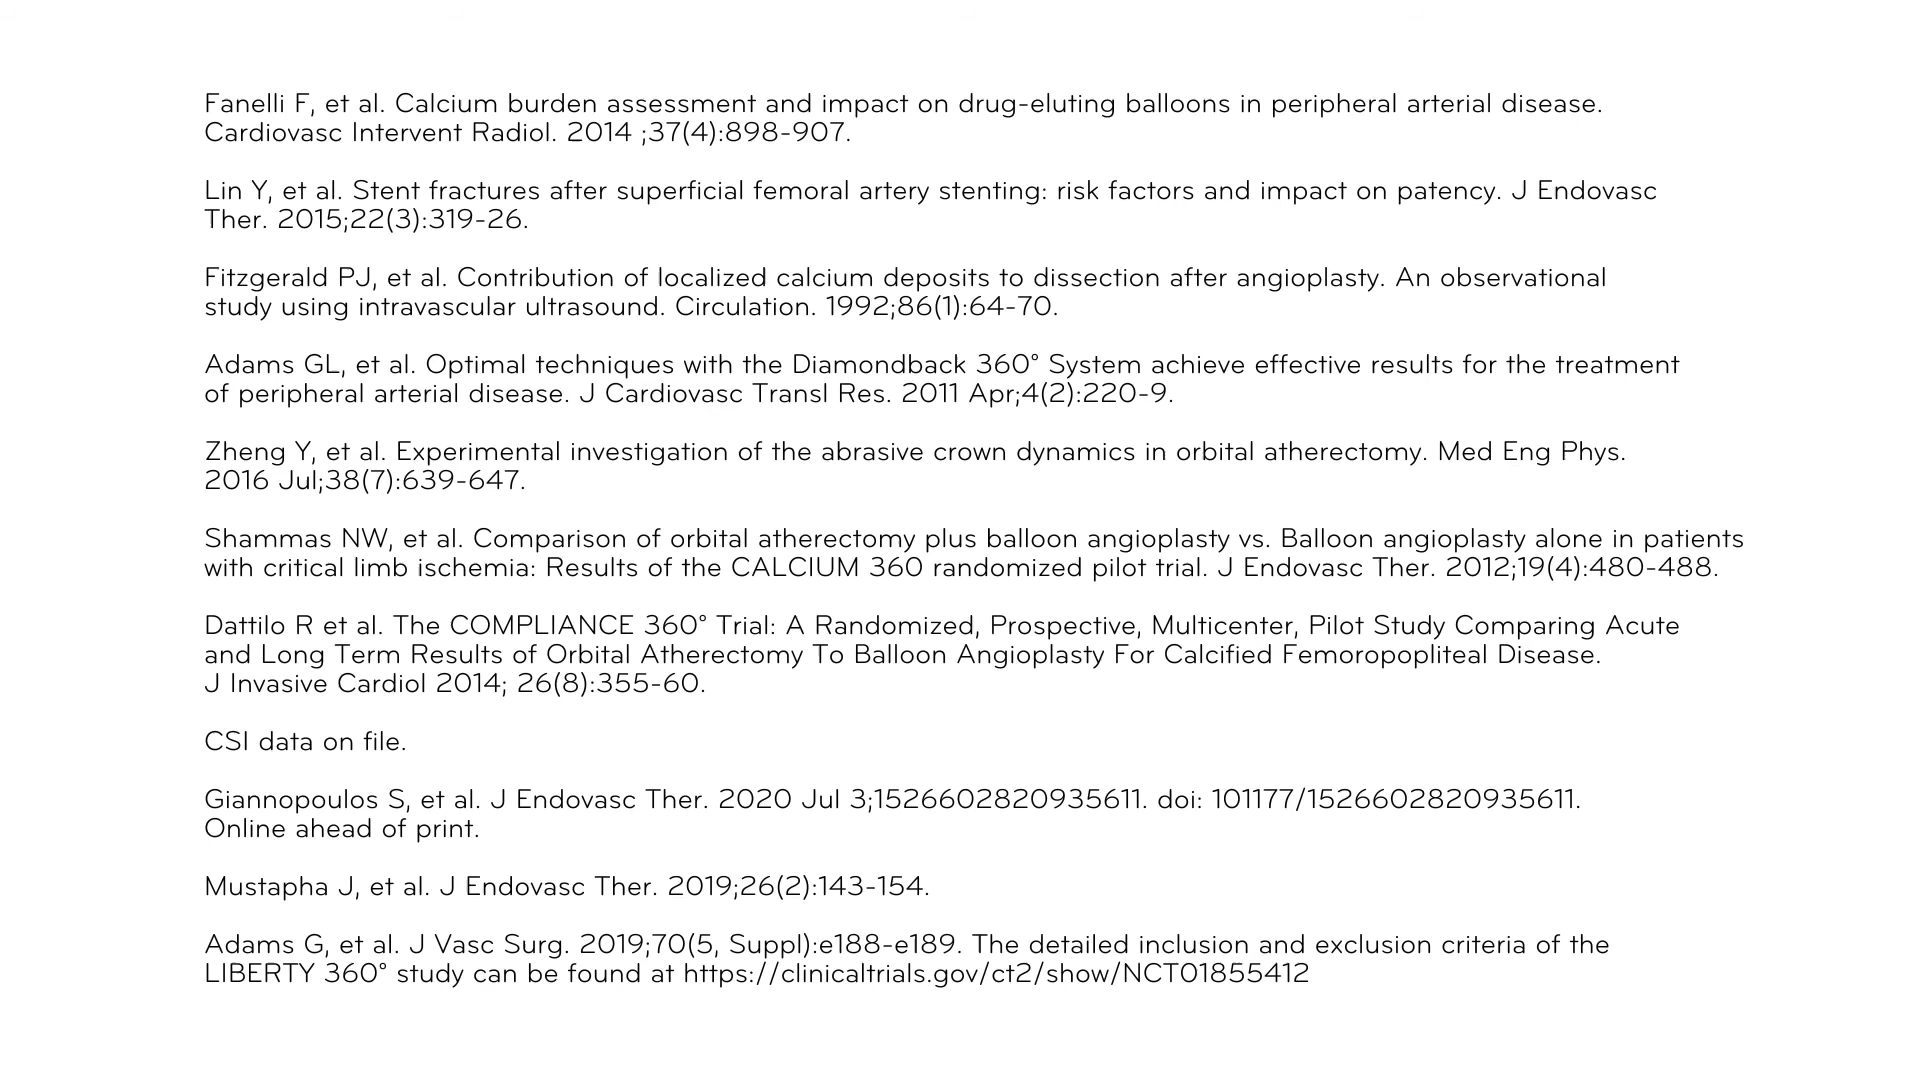 Fanelli F, et al. Calcium burden assessment and impact on drug-eluting balloons in peripheral arterial disease.
Cardiovasc Intervent Radiol. 2014 ;37(4):898-907.
Lin Y, et al. Stent fractures after superficial femoral artery stenting: risk factors and impact on patency. J Endovasc
Ther. 2015;22(3):319-26.
Fitzgerald PJ, et al. Contribution of localized calcium deposits to dissection after angioplasty. An observational
study using intravascular ultrasound. Circulation. 1992;86(1):64-70.
Adams GL, et al. Optimal techniques with the Diamondback 360° System achieve effective results for the treatment
of peripheral arterial disease. J Cardiovasc Transl Res. 2011 Apr;4(2):220-9.
Zheng Y, et al. Experimental investigation of the abrasive crown dynamics in orbital atherectomy. Med Eng Phys.
2016 Jul;38(7):639-647.
Shammas NW, et al. Comparison of orbital atherectomy plus balloon angioplasty vs. Balloon angioplasty alone in patients
with critical limb ischemia: Results of the CALCIUM 360 randomized pilot trial. J Endovasc Ther. 2012;19(4):480-488.
Dattilo R et al. The COMPLIANCE 360° Trial: A Randomized, Prospective, Multicenter, Pilot Study Comparing Acute
and Long Term Results of Orbital Atherectomy To Balloon Angioplasty For Calcified Femoropopliteal Disease.
J Invasive Cardiol 2014; 26(8):355-60.
CSI data on file.
Giannopoulos S, et al. J Endovasc Ther. 2020 Jul 3;1526602820935611. doi: 101177/1526602820935611.
Online ahead of print.
Mustapha J, et al. J Endovasc Ther. 2019;26(2):143-154.
Adams G, et al. J Vasc Surg. 2019;70(5, Suppl):e188-e189. The detailed inclusion and exclusion criteria of the
LIBERTY 360° study can be found at https://clinicaltrials.gov/ct2/show/NCT01855412